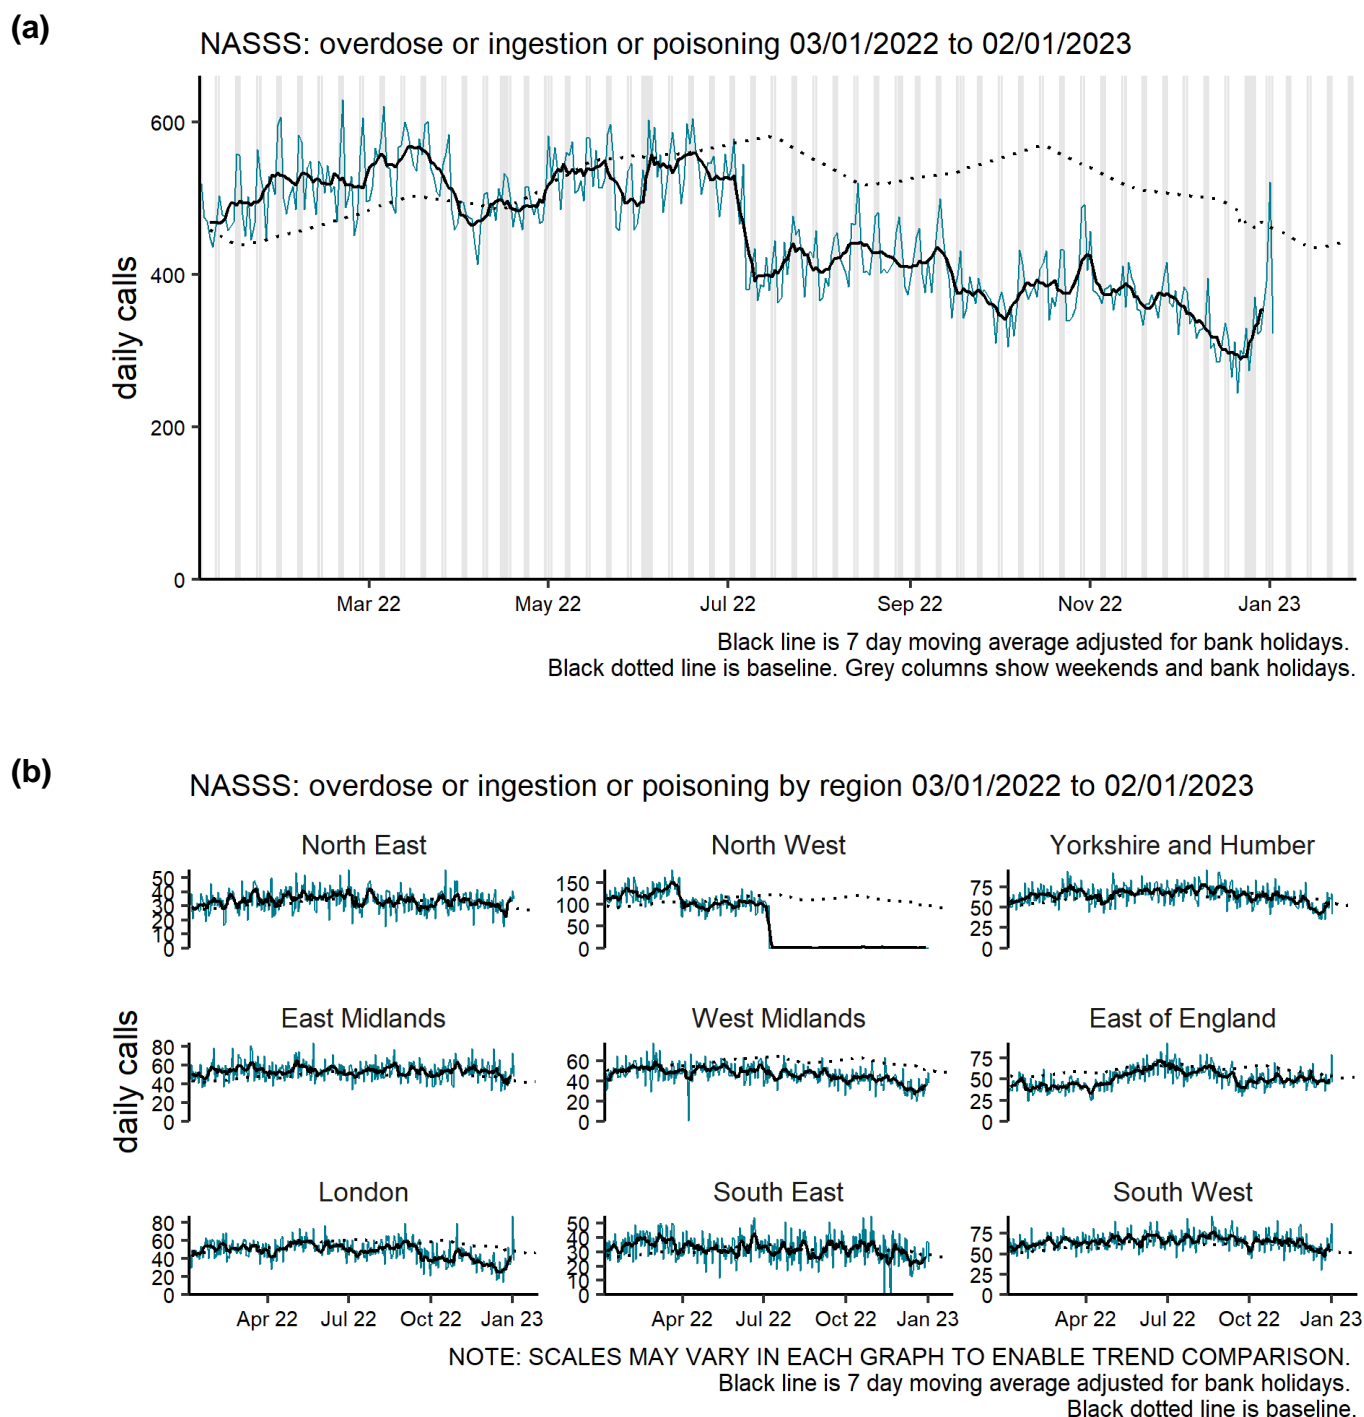 (a)
NASSS: overdose or ingestion or poisoning 03/01/2022 to 02/01/2023
daily calls
600
400
200
0
Mar 22 May 22 Jul 22 Sep 22 Nov 22 Jan 23
Black line is 7 day moving average adjusted for bank holidays.
Black dotted line is baseline. Grey columns show weekends and bank holidays.
(b)
NASSS: overdose or ingestion or poisoning by region 03/01/2022 to 02/01/2023
daily calls
North East
50
40
30
20
10
0
North West
150
100
50
0
Yorkshire and Humber
75
50
25
0
East Midlands
80
60
40
20
0
West Midlands
60
40
20
0
East of England
75
50
25
0
London
80
60
40
20
0
South East
50
40
30
20
10
0
South West
75
50
25
0
Apr 22 Jul 22 Oct 22 Jan 23
Apr 22 Jul 22 Oct 22 Jan 23
Apr 22 Jul 22 Oct 22 Jan 23
NOTE: SCALES MAY VARY IN EACH GRAPH TO ENABLE TREND COMPARISON.
Black line is 7 day moving average adjusted for bank holidays.
Black dotted line is baseline.